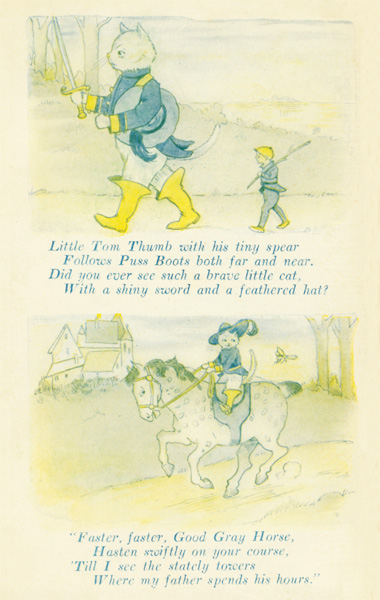 Little Tom Thumb with his tiny spear
Follows Puss Boots both far and near.
Did you ever see such a brave little cat,
With a shiny sword and a feathered hat?
"Faster, faster, Good Gray Horse,
Hasten swiftly on your course,
'Till I see the stately towers
Where my father spends his hours."